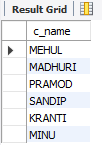 Result Grid
c_name
MEHUL
MADHURI
PRAMOD
SANDIP
KRANTI
MINU